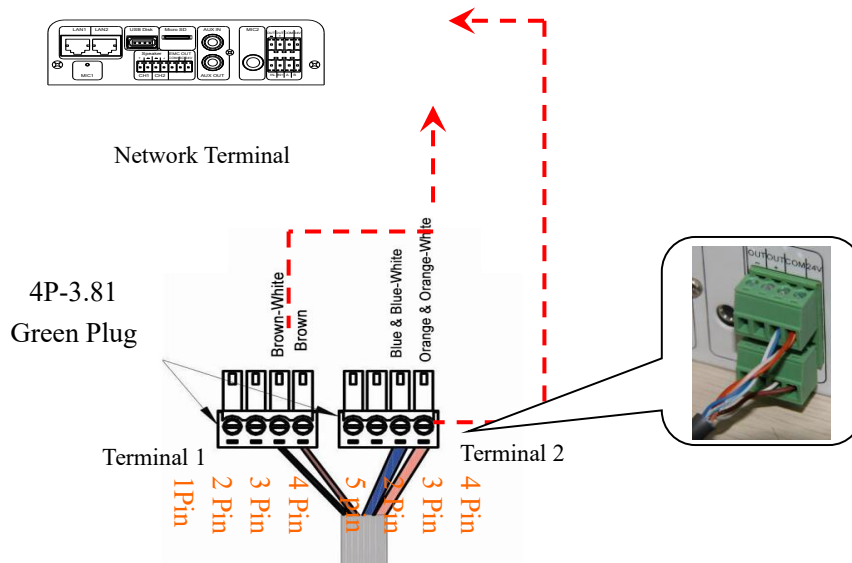 LAN1 LAN2 USB Disk Micro SD AUX IN MIC2
Speaker EMC OUT
MIC1 CH1 CH2 AUX OUT
Network Terminal
4P-3.81
Green Plug
Brown-White
Brown
Blue & Blue-White
Orange & Orange-White
OUT OUT COM 24V
- +
Terminal 1
Terminal 2
1Pin
2 Pin
3 Pin
4 Pin
5 pin
2 Pin
3 Pin
4 Pin